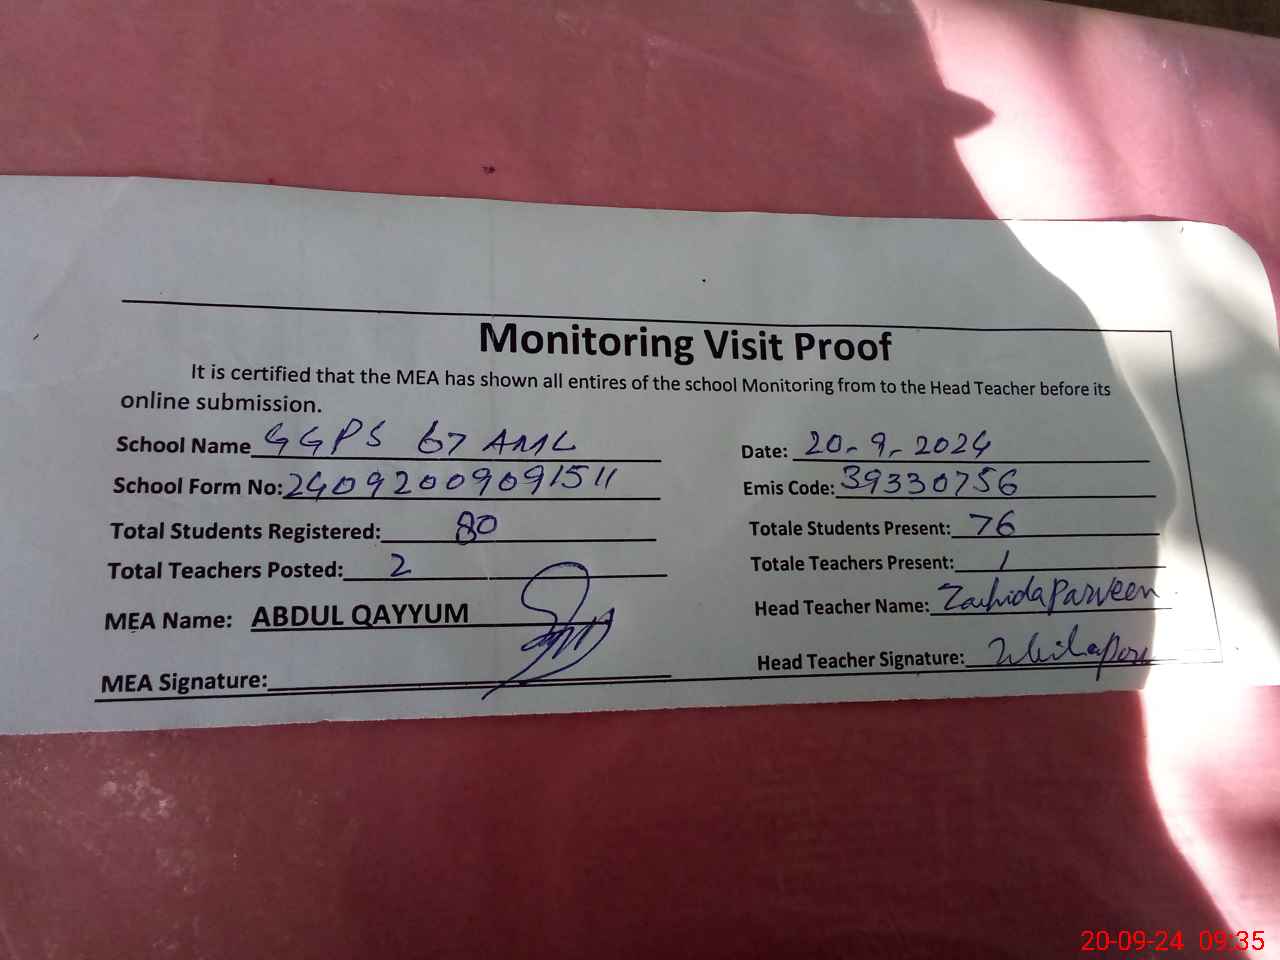 Monitoring Visit Proof
It is certified that the MEA has shown all entires of the school Monitoring from to the Head Teacher before its
online submission.
School Name GGPS 67 AML
Date: 20-9-2024
School Form No: 24092009091511
Emis Code: 39330756
Total Students Registered: 80
Totale Students Present: 76
Total Teachers Posted: 2
Totale Teachers Present: 1
MEA Name: ABDUL QAYYUM
Head Teacher Name: Zahida Parveen
MEA Signature:
Head Teacher Signature:
20-09-24 09:35